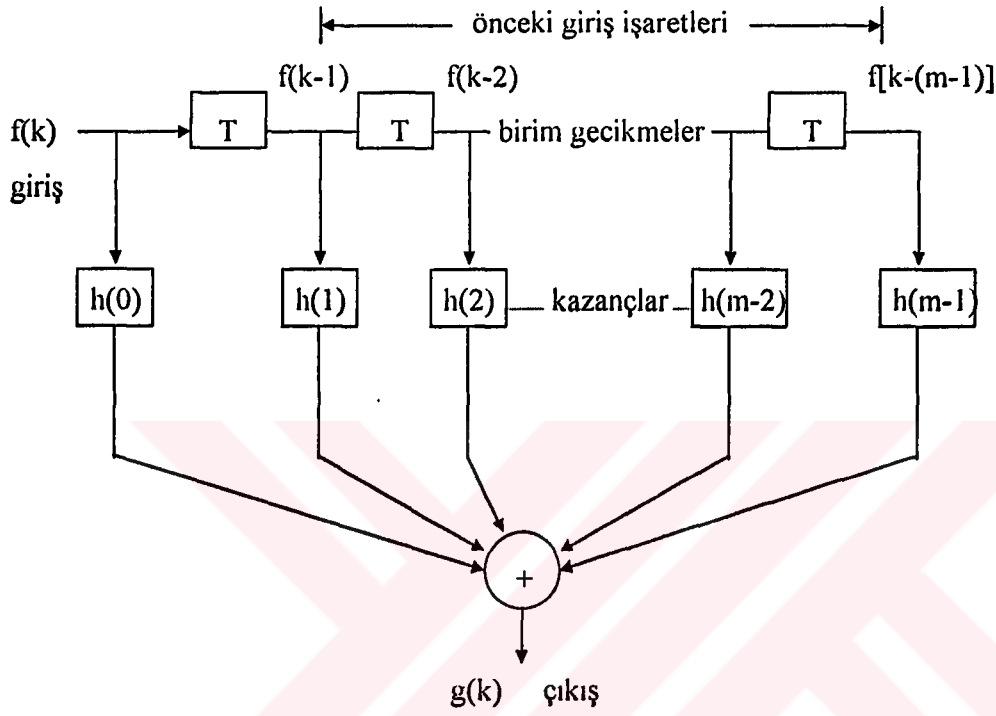 önceki giriş işaretleri
f(k-1) f(k-2) f[k-(m-1)]
f(k) T T birim gecikmeler T
giriş
h(0) h(1) h(2) kazançlar h(m-2) h(m-1)
+
g(k) çıkış